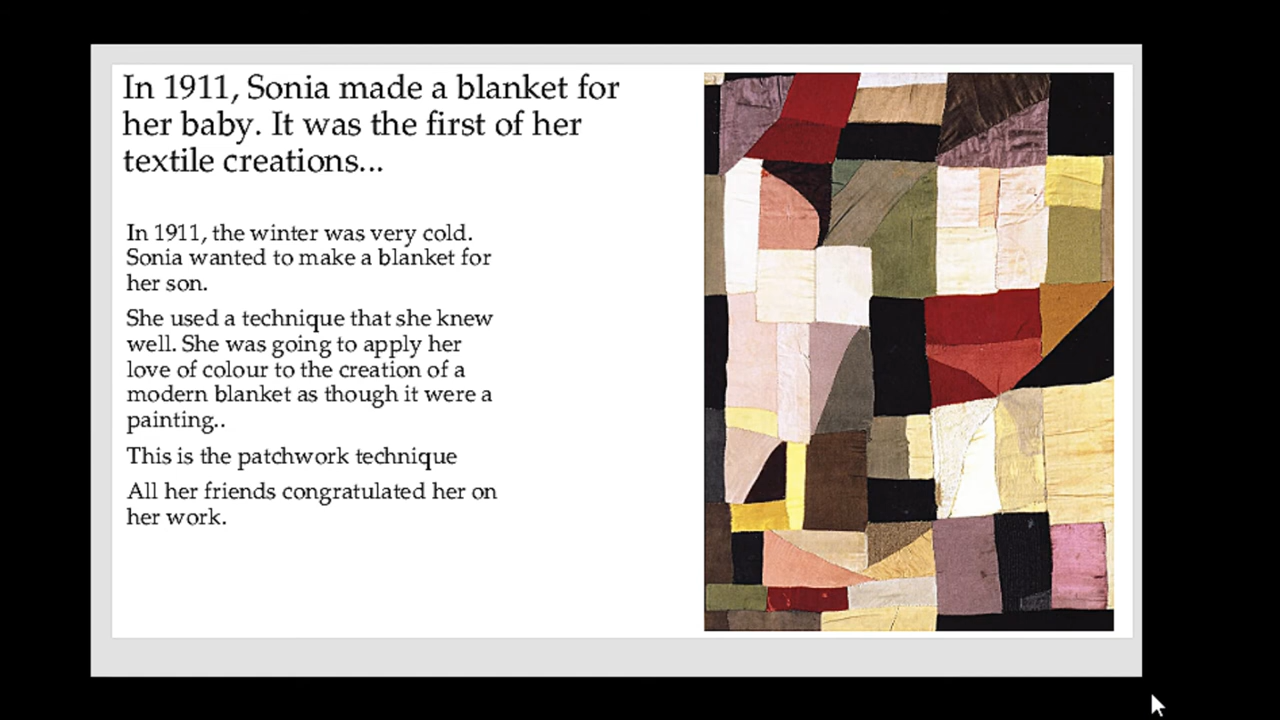 In 1911, Sonia made a blanket for
her baby. It was the first of her
textile creations...
In 1911, the winter was very cold.
Sonia wanted to make a blanket for
her son.
She used a technique that she knew
well. She was going to apply her
love of colour to the creation of a
modern blanket as though it were a
painting..
This is the patchwork technique
All her friends congratulated her on
her work.